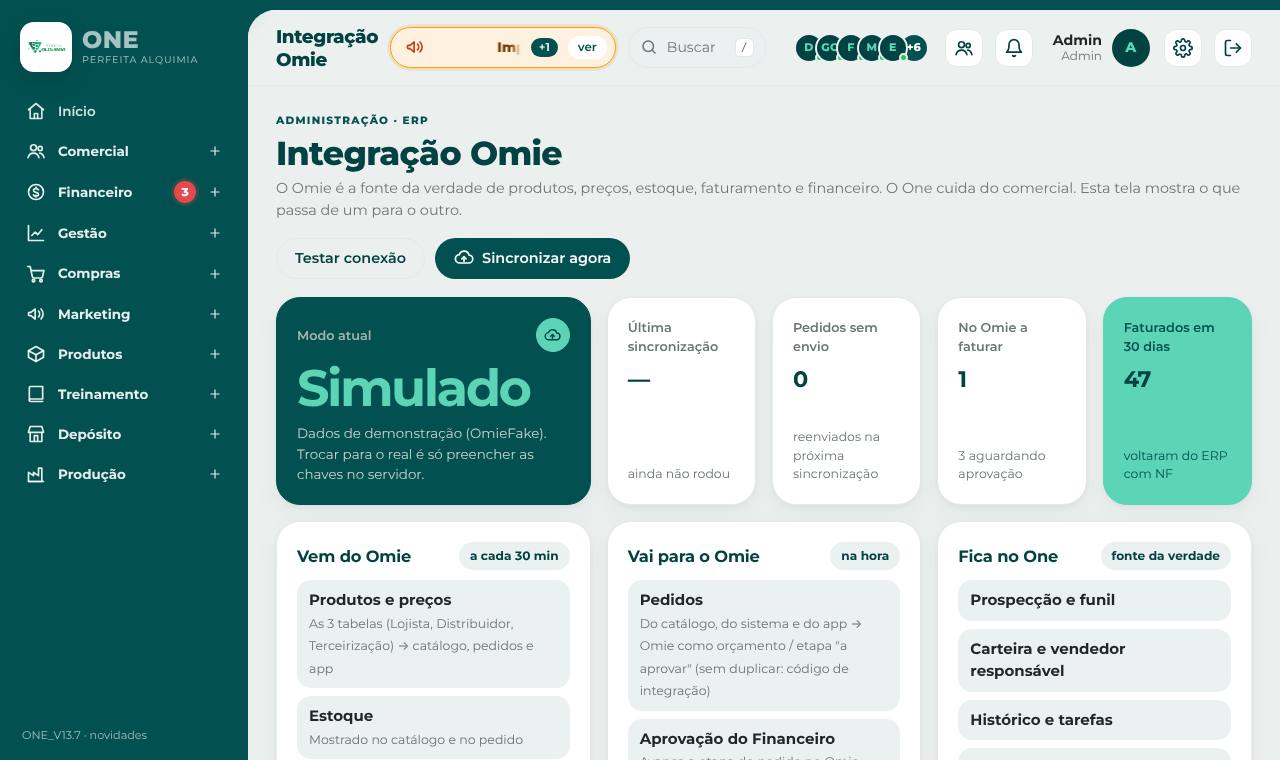 ONE
PERFEITA ALQUIMIA
Início
Comercial
Financeiro 3
Gestão
Compras
Marketing
Produtos
Treinamento
Depósito
Produção
ONE_V13.7 · novidades
Integração
Omie
+1
ver
Buscar /
D GC F M E +6
Admin
Admin
A
ADMINISTRAÇÃO · ERP
Integração Omie
O Omie é a fonte da verdade de produtos, preços, estoque, faturamento e financeiro. O One cuida do comercial. Esta tela mostra o que
passa de um para o outro.
Testar conexão
Sincronizar agora
Modo atual
Simulado
Dados de demonstração (OmieFake).
Trocar para o real é só preencher as
chaves no servidor.
Última
sincronização
—
ainda não rodou
Pedidos sem
envio
0
reenviados na
próxima
sincronização
No Omie a
faturar
1
3 aguardando
aprovação
Faturados em
30 dias
47
voltaram do ERP
com NF
Vem do Omie
a cada 30 min
Produtos e preços
As 3 tabelas (Lojista, Distribuidor,
Terceirização) → catálogo, pedidos e
app
Estoque
Mostrado no catálogo e no pedido
Vai para o Omie
na hora
Pedidos
Do catálogo, do sistema e do app →
Omie como orçamento / etapa "a
aprovar" (sem duplicar: código de
integração)
Aprovação do Financeiro
Fica no One
fonte da verdade
Prospecção e funil
Carteira e vendedor
responsável
Histórico e tarefas